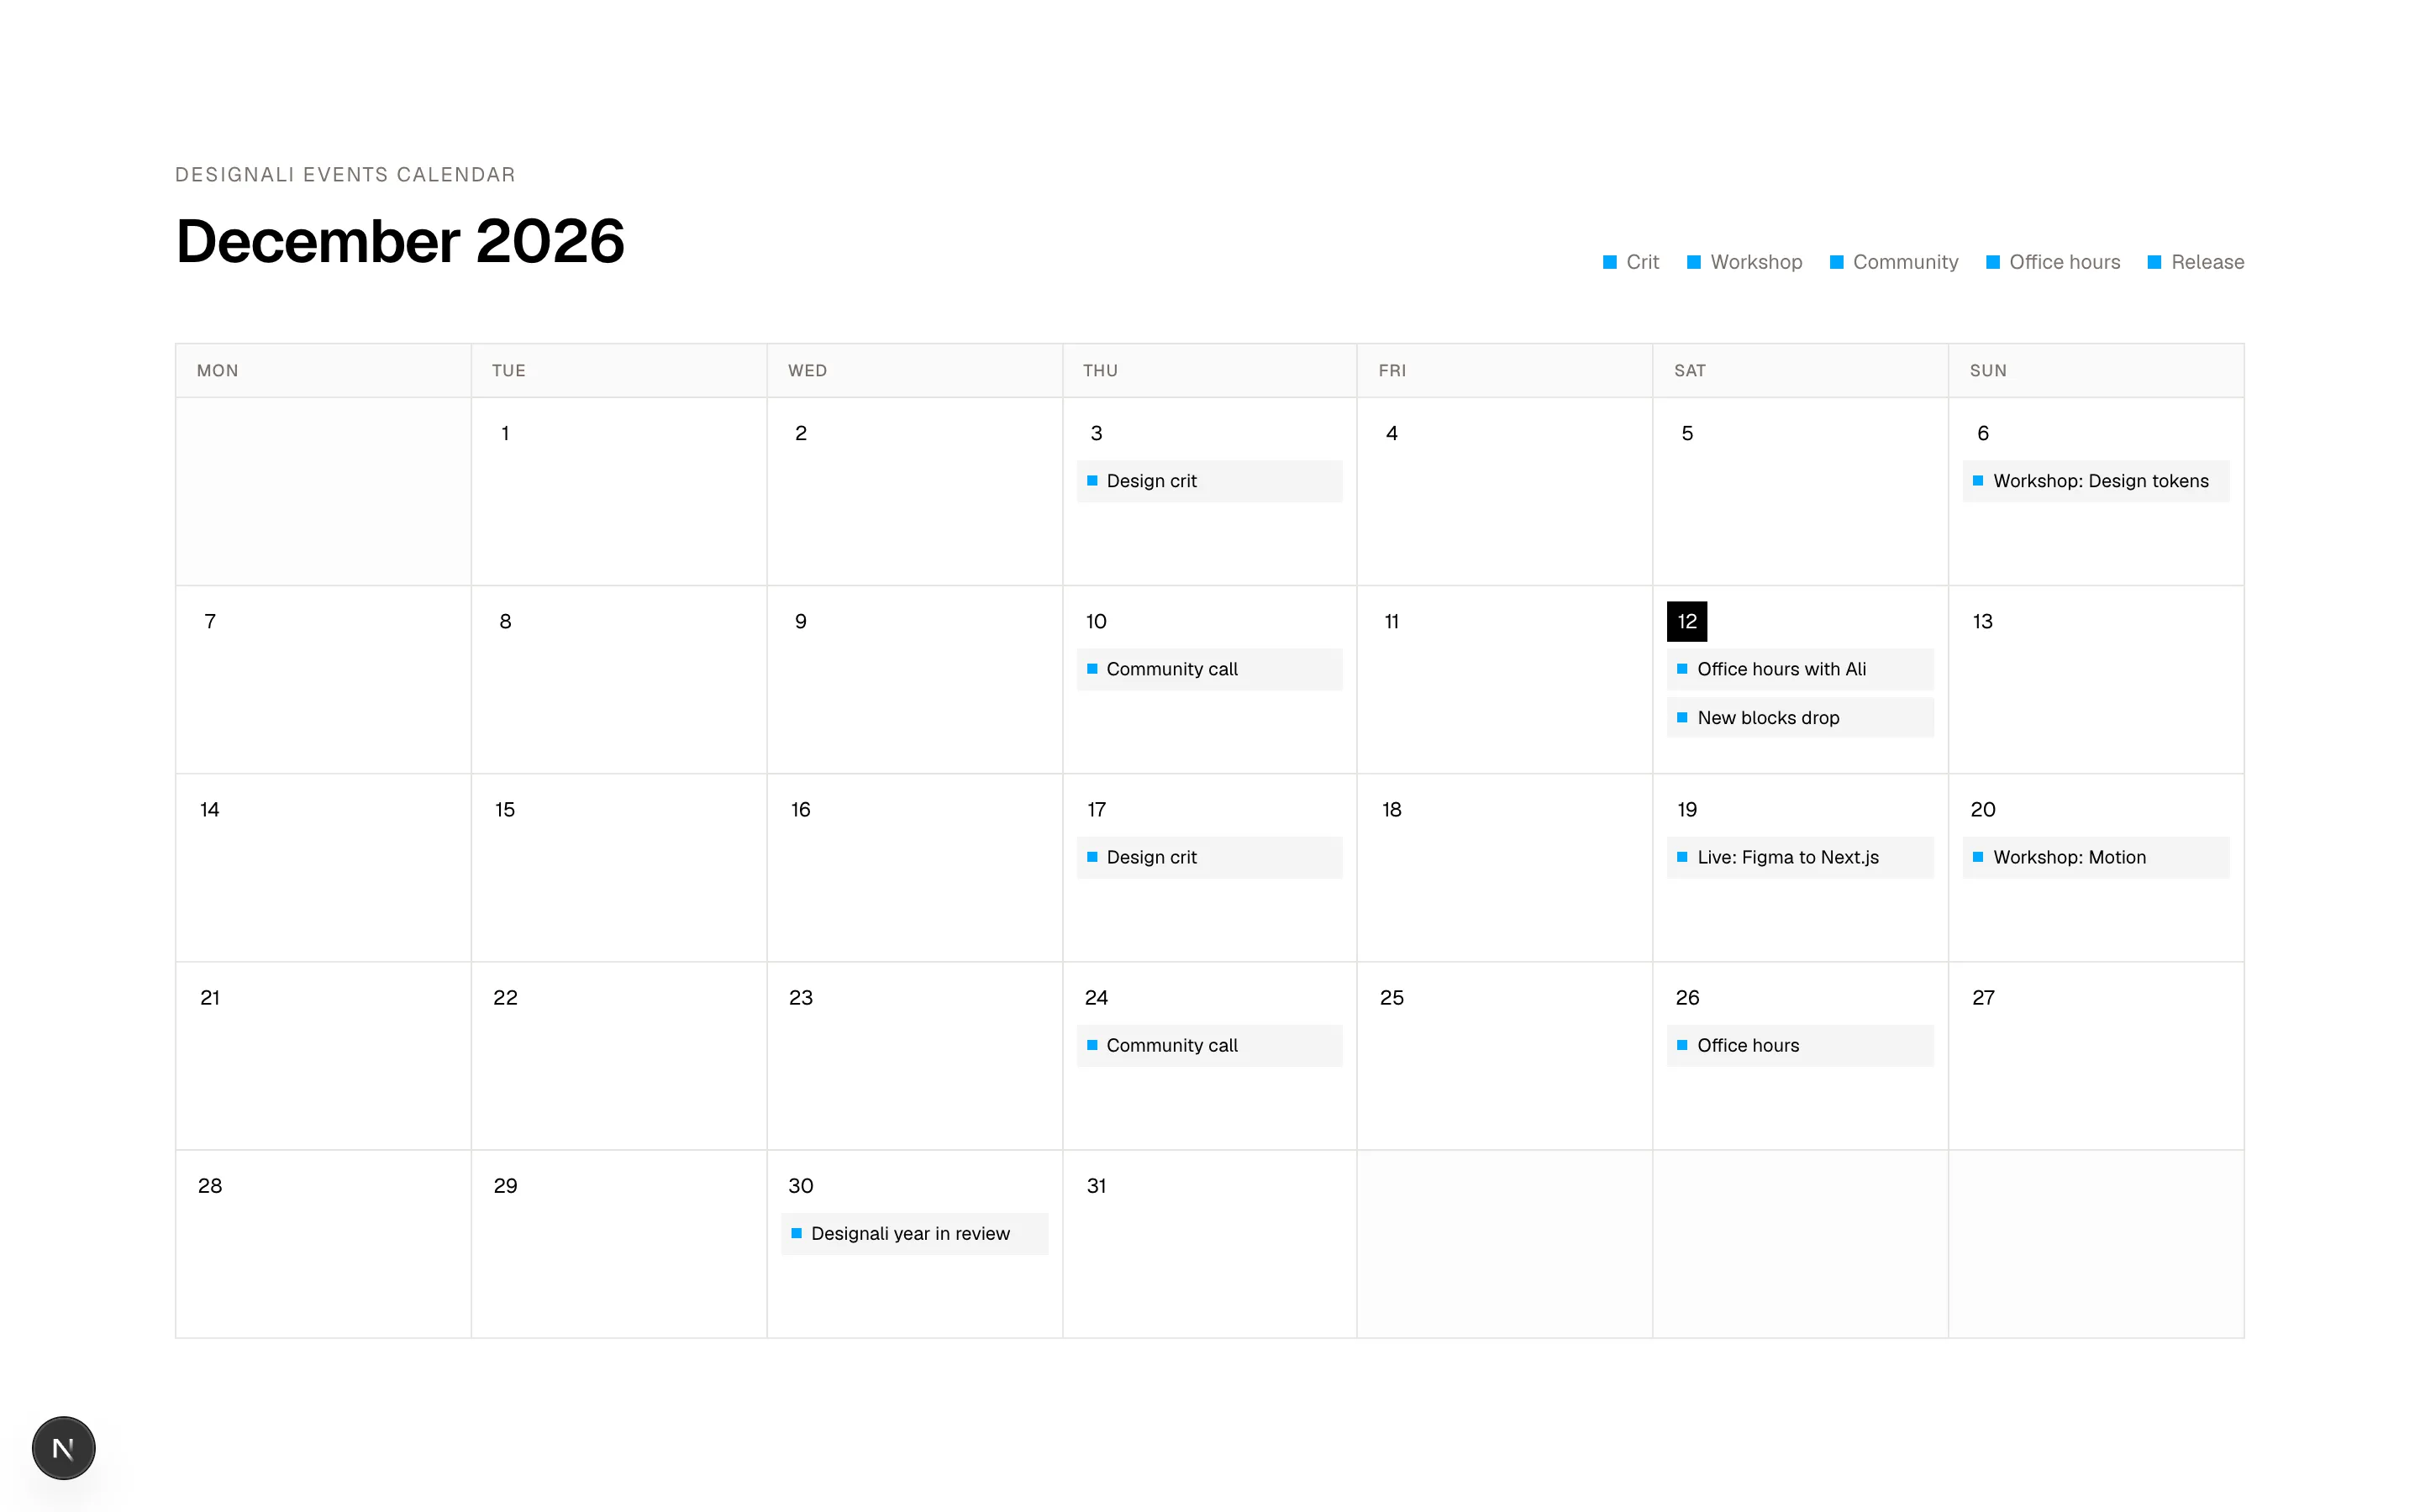 DESIGNALI EVENTS CALENDAR
December 2026
Crit Workshop Community Office hours Release
MON TUE WED THU FRI SAT SUN
1 2 3 4 5 6
Design crit Workshop: Design tokens
7 8 9 10 11 12 13
Community call Office hours with Ali
New blocks drop
14 15 16 17 18 19 20
Design crit Live: Figma to Next.js Workshop: Motion
21 22 23 24 25 26 27
Community call Office hours
28 29 30 31
Designali year in review
N